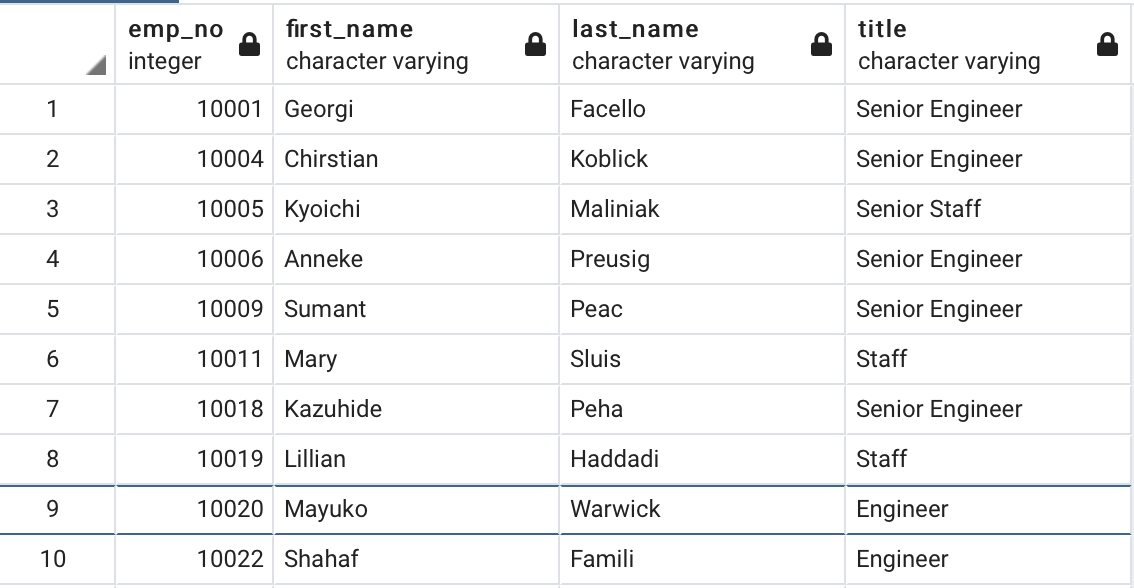 emp_no first_name last_name title
integer character varying character varying character varying
1 10001 Georgi Facello Senior Engineer
2 10004 Chirstian Koblick Senior Engineer
3 10005 Kyoichi Maliniak Senior Staff
4 10006 Anneke Preusig Senior Engineer
5 10009 Sumant Peac Senior Engineer
6 10011 Mary Sluis Staff
7 10018 Kazuhide Peha Senior Engineer
8 10019 Lillian Haddadi Staff
9 10020 Mayuko Warwick Engineer
10 10022 Shahaf Famili Engineer